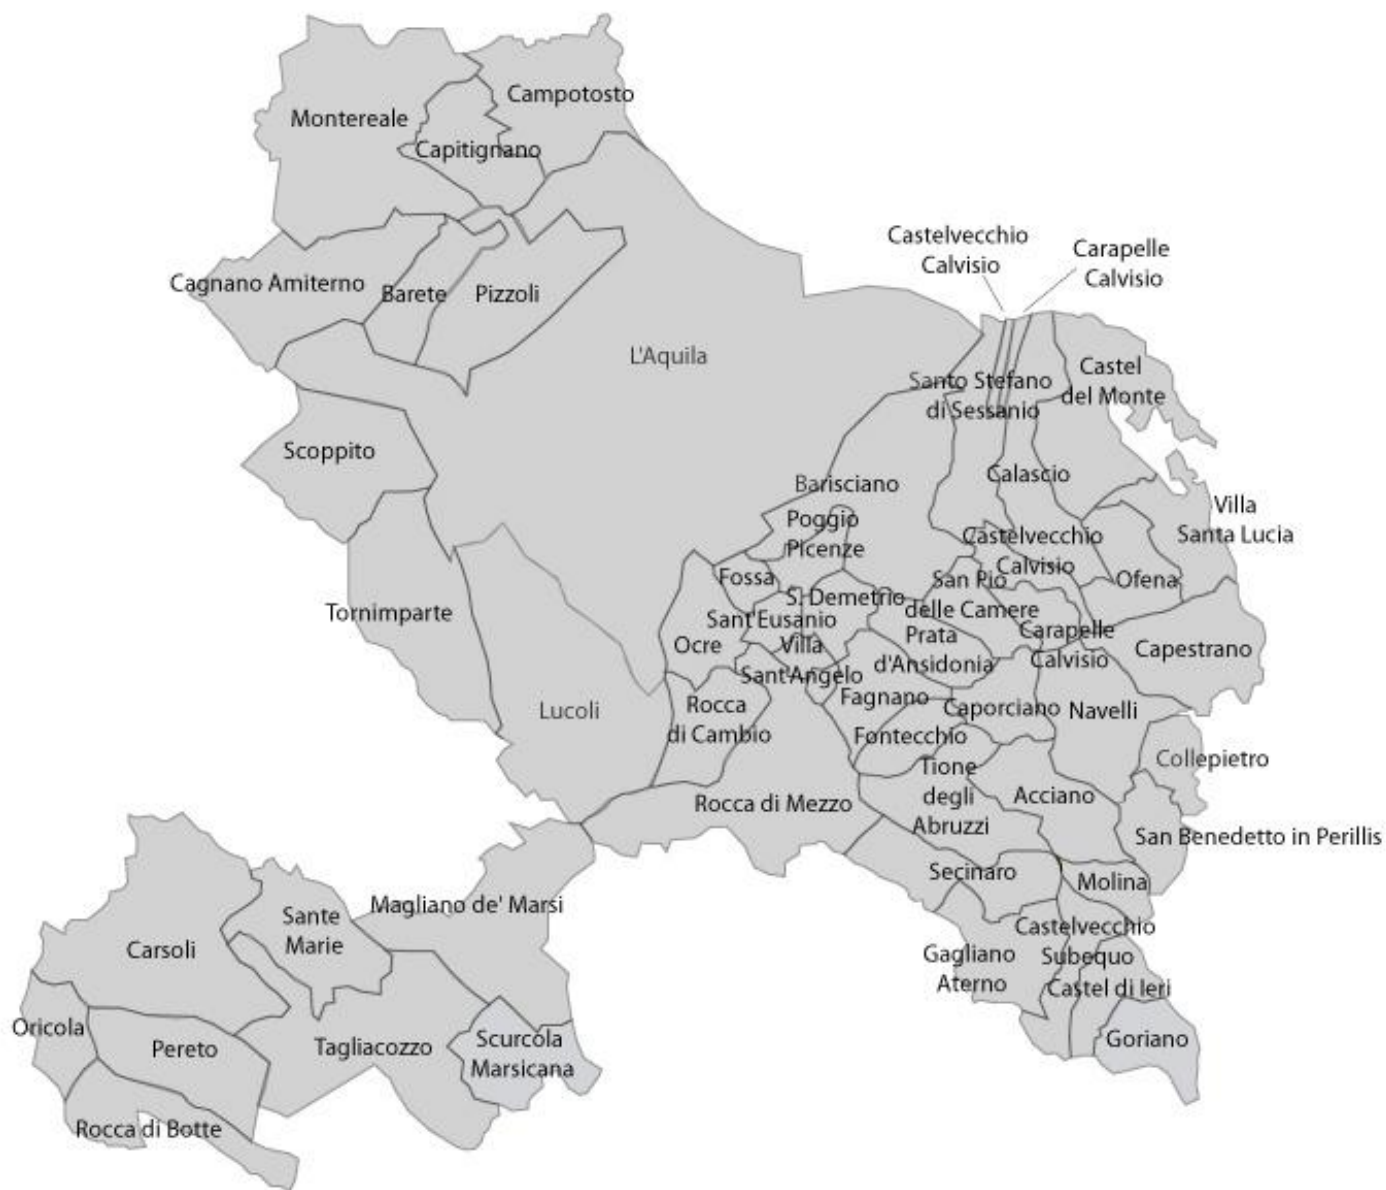 Campotosto
Montereale
Capitignano
Castelvecchio
Calvisio
Carapelle
Calvisio
Cagnano Amiterno
Barete
Pizzoli
L'Aquila
Santo Stefano
di Sessanio
Castel
del Monte
Scoppito
Calascio
Barisciano
Villa
Santa Lucia
Poggio
Picenze
Castelvecchio
Calvisio
Fossa
San Pio
delle Camere
Ofena
S. Demetrio
Tornimparte
Sant'Eusanio
Carapelle
Calvisio
Prata
d'Ansidonia
Ocre
Villa
Sant'Angelo
Capestrano
Fagnano
Lucoli
Rocca
di Cambio
Caporciano
Navelli
Fontecchio
Collepietro
Tione
degli
Abruzzi
Acciano
Rocca di Mezzo
San Benedetto in Perillis
Secinaro
Molina
Magliano de' Marsi
Sante
Marie
Castelvecchio
Subequo
Carsoli
Gagliano
Aterno
Castel di Ieri
Oricola
Pereto
Tagliacozzo
Scurcola
Marsicana
Goriano
Rocca di Botte